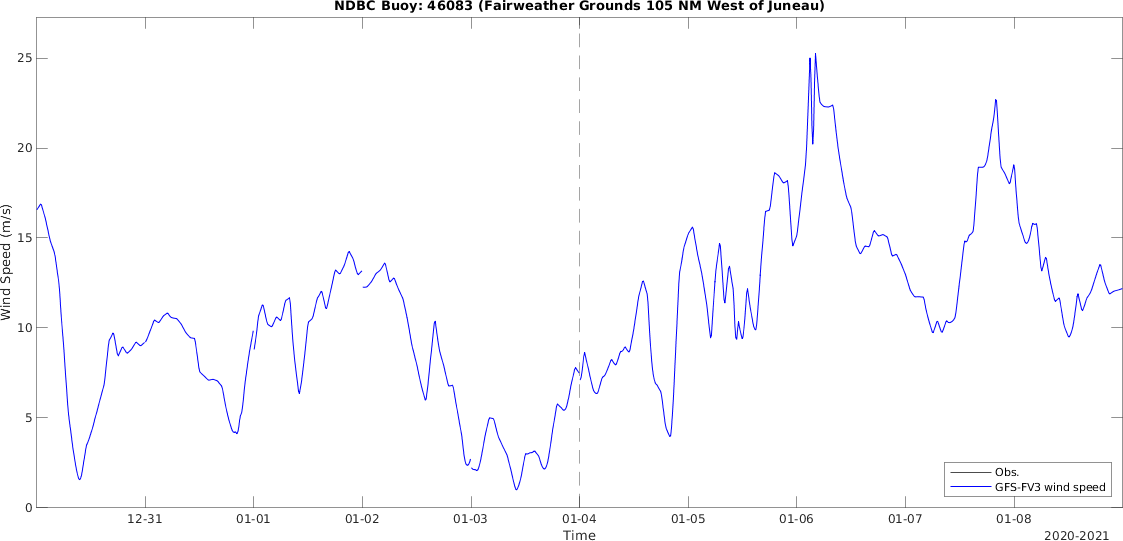 NDBC Buoy: 46083 (Fairweather Grounds 105 NM West of Juneau)
Wind Speed (m/s)
25
20
15
10
5
0
12-31 01-01 01-02 01-03 01-04 01-05 01-06 01-07 01-08
Time
2020-2021
Obs.
GFS-FV3 wind speed